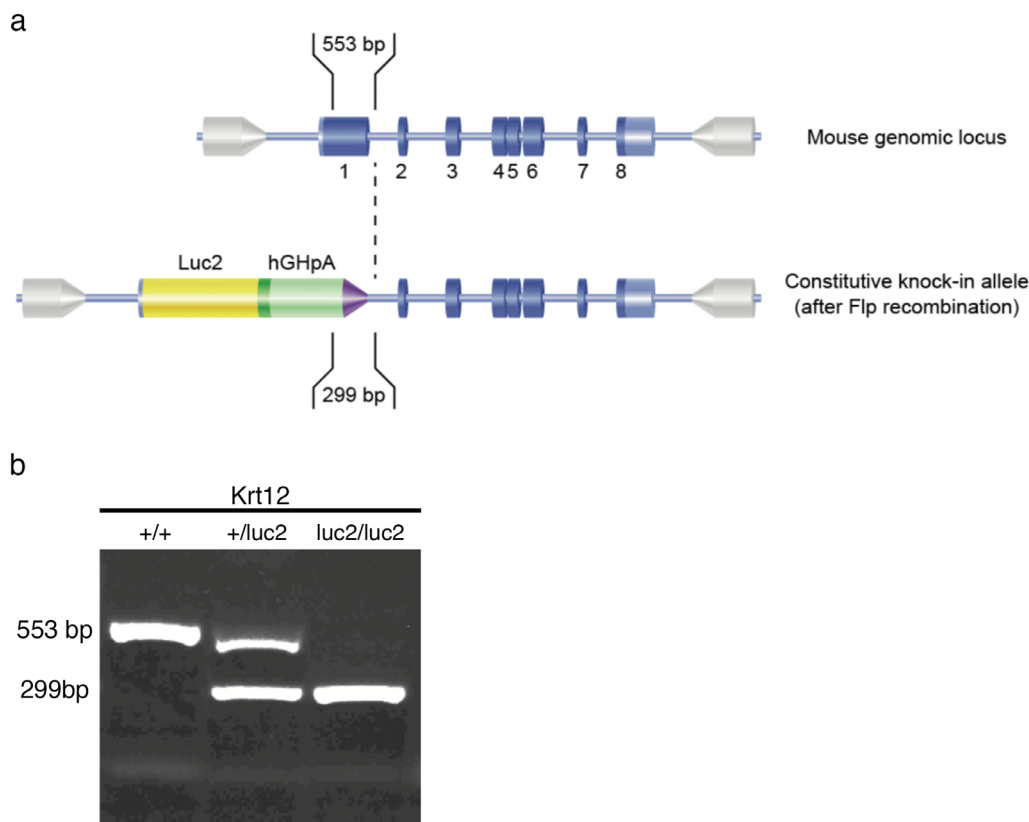 a
553 bp
Mouse genomic locus
1 2 3 4 5 6 7 8
Luc2 hGHpA
Constitutive knock-in allele
(after Flp recombination)
299 bp
b
Krt12
+/+ +/luc2 luc2/luc2
553 bp
299bp